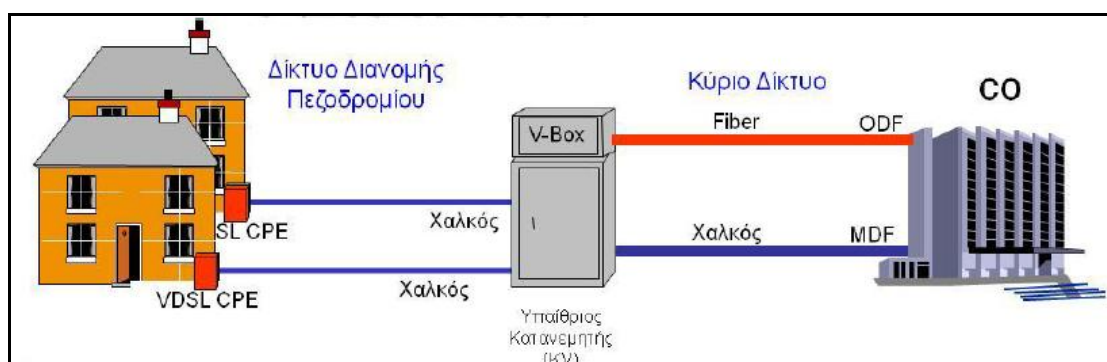 Δίκτυο Διανομής
Πεζοδρομίου
Κύριο Δίκτυο
CO
V-Box
Fiber
ODF
SL CPE
Χαλκός
Χαλκός
MDF
VDSL CPE
Χαλκός
Υπαίθριος
Κατανεμητής
(KV)